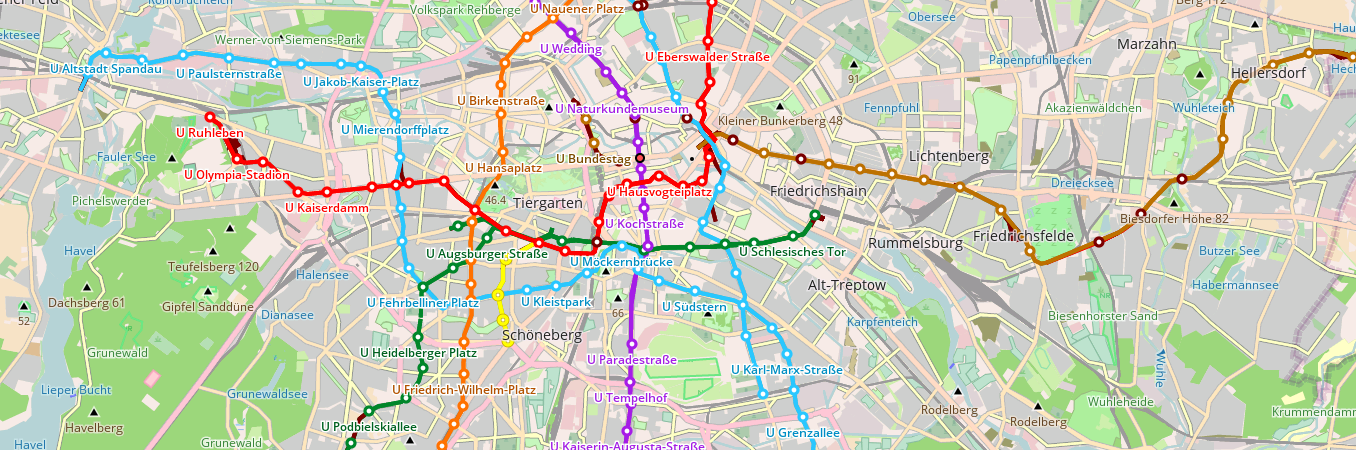 Rohrbruchteich
Volkspark Rehberge
U Nauener Platz
Obersee
Berg 112
Werner-von-Siemens-Park
U Wedding
Marzahn
U Altstadt Spandau
U Paulsternstraße
U Jakob-Kaiser-Platz
U Eberswalder Straße
91
Papenpfuhlbecken
Hellersdorf
U Birkenstraße
U Naturkundemuseum
Kleiner Bunkerberg 48
Fennpfuhl
Akazienwäldchen
Wuhleteich
U Ruhleben
U Mierendorffplatz
Fauler See
U Olympia-Stadion
U Hansaplatz
U Bundestag
Lichtenberg
Pichelswerder
U Kaiserdamm
46.4
Tiergarten
U Hausvogteiplatz
Friedrichshain
Dreiecksee
U Kochstraße
Biesdorfer Höhe 82
Havel
Teufelsberg 120
Halensee
U Augsburger Straße
U Möckernbrücke
U Schlesisches Tor
Rummelsburg
Friedrichsfelde
Butzer See
Dachsberg 61
Gipfel Sanddüne
Dianasee
U Fehrbelliner Platz
U Kleistpark
U Südstern
Alt-Treptow
Habermannsee
52
66
Schöneberg
Karpfenteich
Biesenhorster Sand
Grunewald
U Heidelberger Platz
U Paradestraße
U Karl-Marx-Straße
Wuhle
Lieper Bucht
Grunewaldsee
U Friedrich-Wilhelm-Platz
U Tempelhof
Rodelberg
Wuhleheide
Havelberg
U Podbielskiallee
Rodelberg
Krummendamm
Havel
Grunewald
U Kaiserin-Augusta-Straße
U Grenzallee